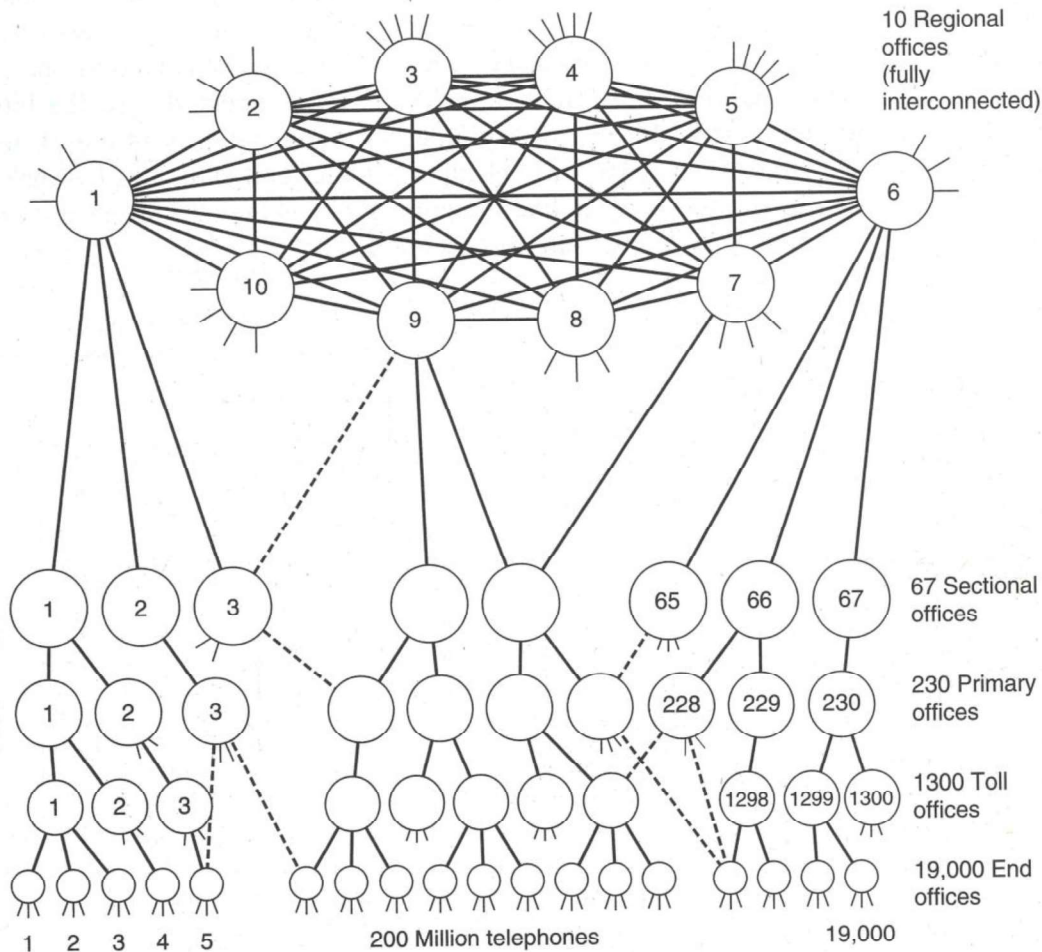 10 Regional
offices
(fully
interconnected)
3
4
2
5
1
6
10
7
9
8
1
2
3
65
66
67
67 Sectional
offices
1
2
3
228
229
230
230 Primary
offices
1
2
3
1298
1299
1300
1300 Toll
offices
19,000 End
offices
1 2 3 4 5
200 Million telephones
19,000